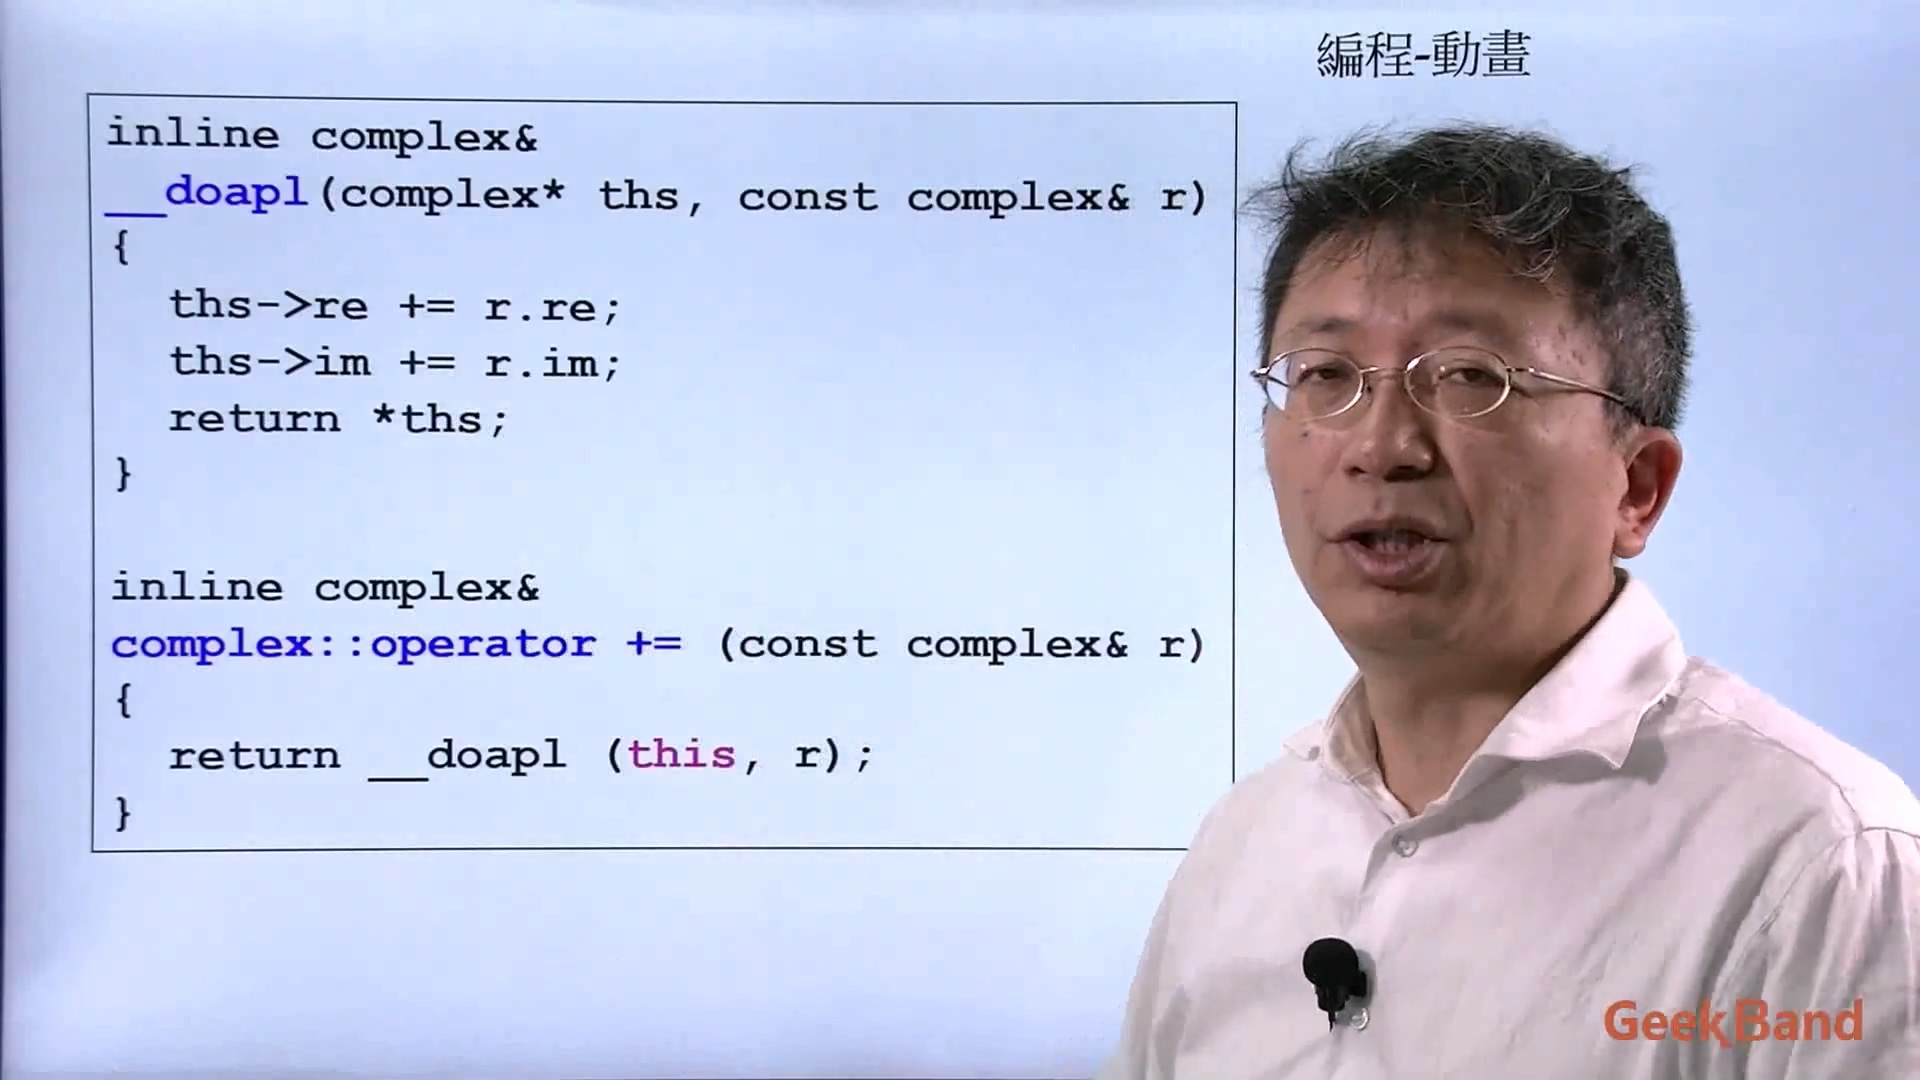 編程-動畫
inline complex&
__doapl(complex* ths, const complex& r)
{
ths->re += r.re;
ths->im += r.im;
return *ths;
}
inline complex&
complex::operator += (const complex& r)
{
return __doapl (this, r);
}
GeekBand